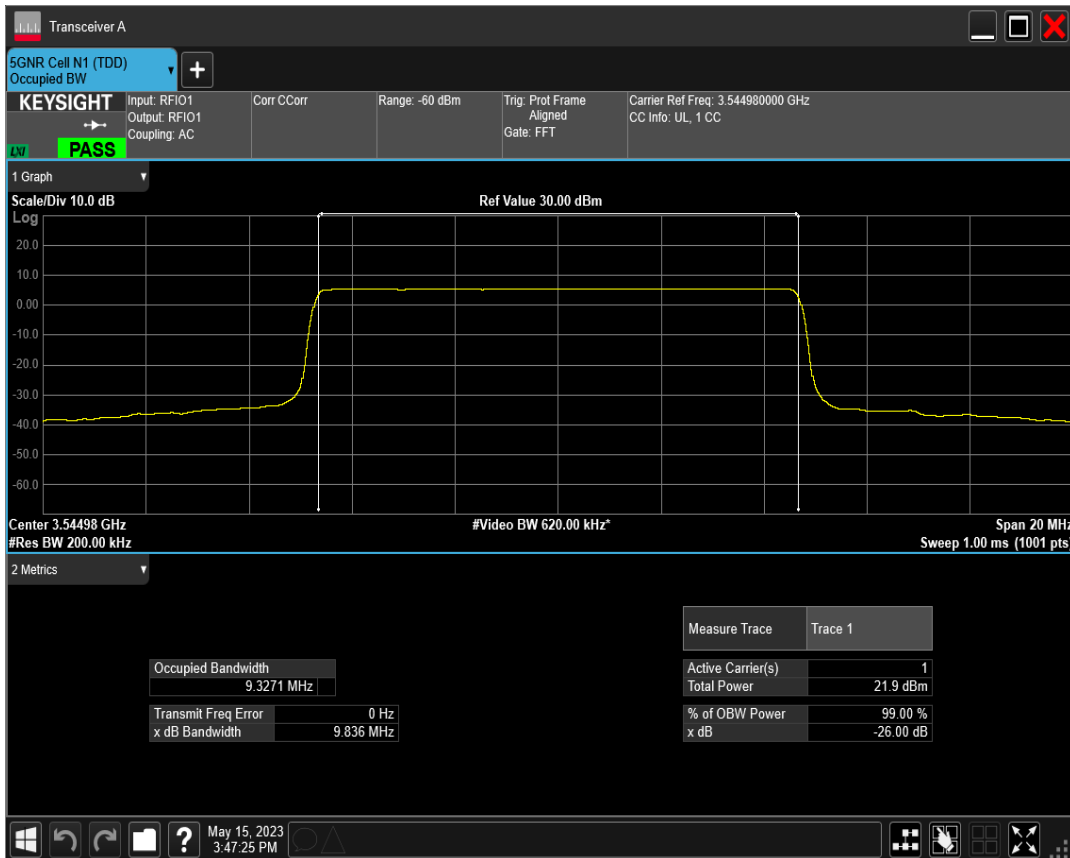 Transceiver A
5GNR Cell N1 (TDD)
Occupied BW
+
KEYSIGHT
LXI
PASS
Input: RFIO1
Output: RFIO1
Coupling: AC
Corr CCorr
Range: -60 dBm
Trig: Prot Frame
Aligned
Gate: FFT
Carrier Ref Freq: 3.544980000 GHz
CC Info: UL, 1 CC
1 Graph
Scale/Div 10.0 dB
Ref Value 30.00 dBm
Log
20.0
10.0
0.00
-10.0
-20.0
-30.0
-40.0
-50.0
-60.0
Center 3.54498 GHz
#Video BW 620.00 kHz*
Span 20 MHz
#Res BW 200.00 kHz
Sweep 1.00 ms (1001 pts)
2 Metrics
Measure Trace Trace 1
Occupied Bandwidth
9.3271 MHz
Active Carrier(s) 1
Total Power 21.9 dBm
Transmit Freq Error 0 Hz
x dB Bandwidth 9.836 MHz
% of OBW Power 99.00 %
x dB -26.00 dB
?
May 15, 2023
3:47:25 PM